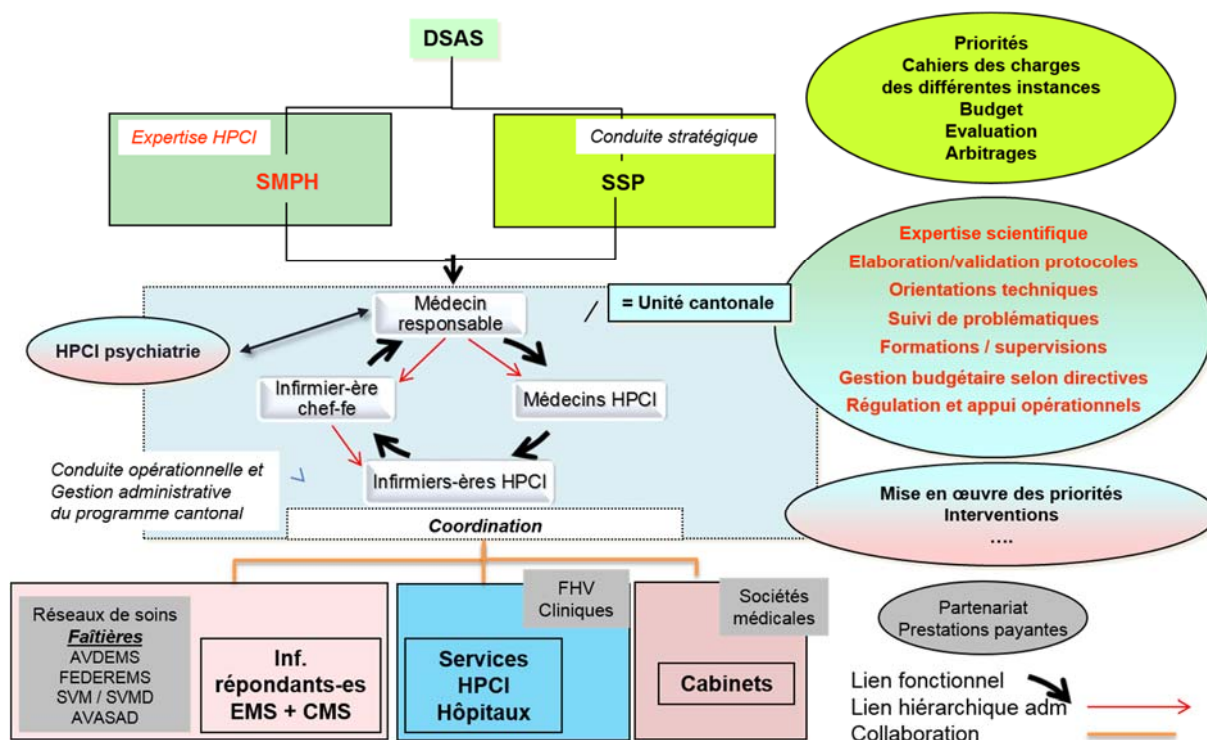 DSAS
Expertise HPCI
SMPH
Conduite stratégique
SSP
Priorités
Cahiers des charges
des différentes instances
Budget
Evaluation
Arbitrages
Expertise scientifique
Elaboration/validation protocoles
Orientations techniques
Suivi de problématiques
Formations / supervisions
Gestion budgétaire selon directives
Régulation et appui opérationnels
= Unité cantonale
Médecin
responsable
HPCI psychiatrie
Infirmier-ère
chef-fe
Médecins HPCI
Infirmiers-ères HPCI
Conduite opérationnelle et
Gestion administrative
du programme cantonal
Coordination
Mise en œuvre des priorités
Interventions
....
Réseaux de soins
Faîtières
AVDEMS
FEDEREMS
SVM / SVMD
AVASAD
Inf.
répondants-es
EMS + CMS
FHV
Cliniques
Services
HPCI
Hôpitaux
Sociétés
médicales
Cabinets
Partenariat
Prestations payantes
Lien fonctionnel
Lien hiérarchique adm
Collaboration